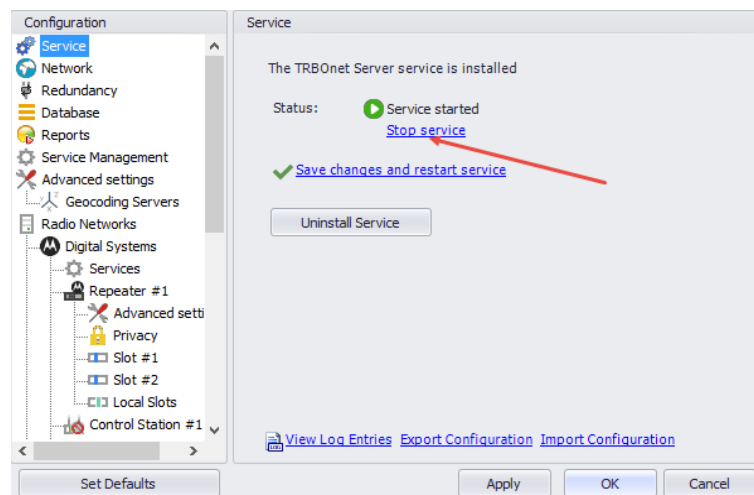 Configuration
Service
Network
Redundancy
Database
Reports
Service Management
Advanced settings
Geocoding Servers
Radio Networks
Digital Systems
Services
Repeater #1
Advanced setti
Privacy
Slot #1
Slot #2
Local Slots
Control Station #1
Set Defaults
Service
The TRBOnet Server service is installed
Status: Service started
Stop service
Save changes and restart service
Uninstall Service
View Log Entries Export Configuration Import Configuration
Apply OK Cancel